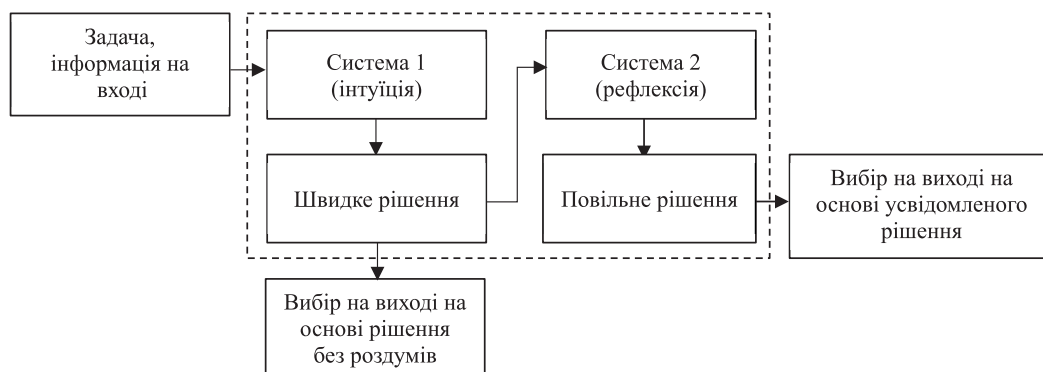 Задача,
інформація на
вході
Система 1
(інтуїція)
Система 2
(рефлексія)
Швидке рішення
Повільне рішення
Вибір на виході на
основі усвідомленого
рішення
Вибір на виході на
основі рішення
без роздумів